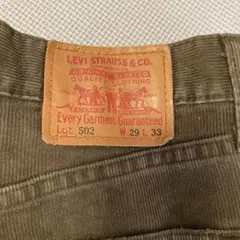 LEVI STRAUSS & CO.
ORIGINAL RIVETED
QUALITY CLOTHING
Every Garment Guaranteed
Lot 502 W 29 L 33